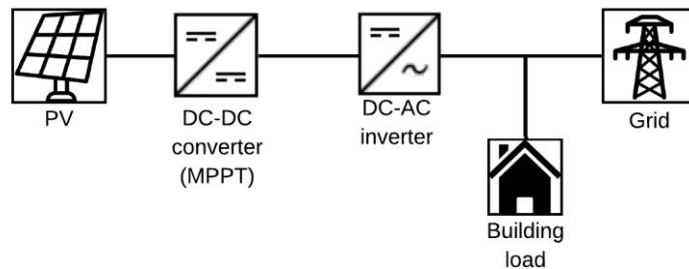 PV
DC-DC
converter
(MPPT)
DC-AC
inverter
Grid
Building
load